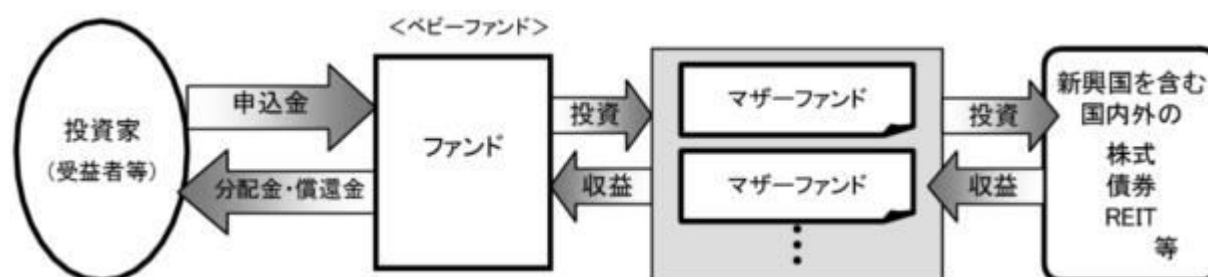 <ベビーファンド>
投資家
(受益者等)
申込金
分配金・償還金
ファンド
投資
収益
マザーファンド
マザーファンド
投資
収益
新興国を含む
国内外の
株式
債券
REIT
等